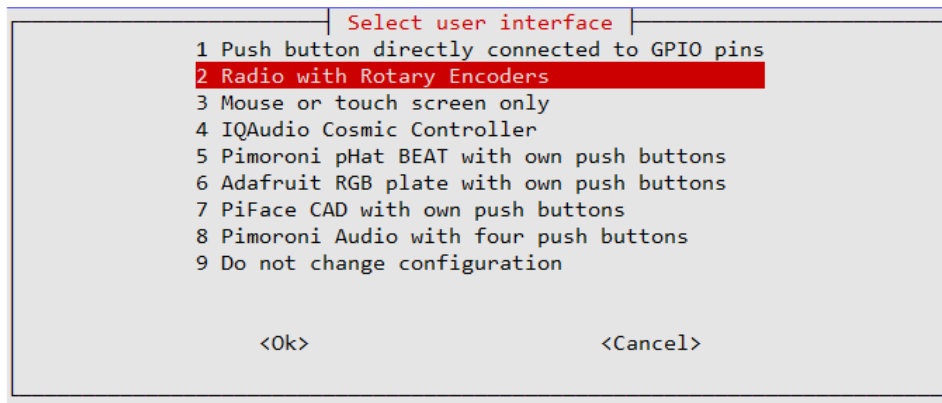 Select user interface
1 Push button directly connected to GPIO pins
2 Radio with Rotary Encoders
3 Mouse or touch screen only
4 IQAudio Cosmic Controller
5 Pimoroni pHat BEAT with own push buttons
6 Adafruit RGB plate with own push buttons
7 PiFace CAD with own push buttons
8 Pimoroni Audio with four push buttons
9 Do not change configuration
<Ok> <Cancel>